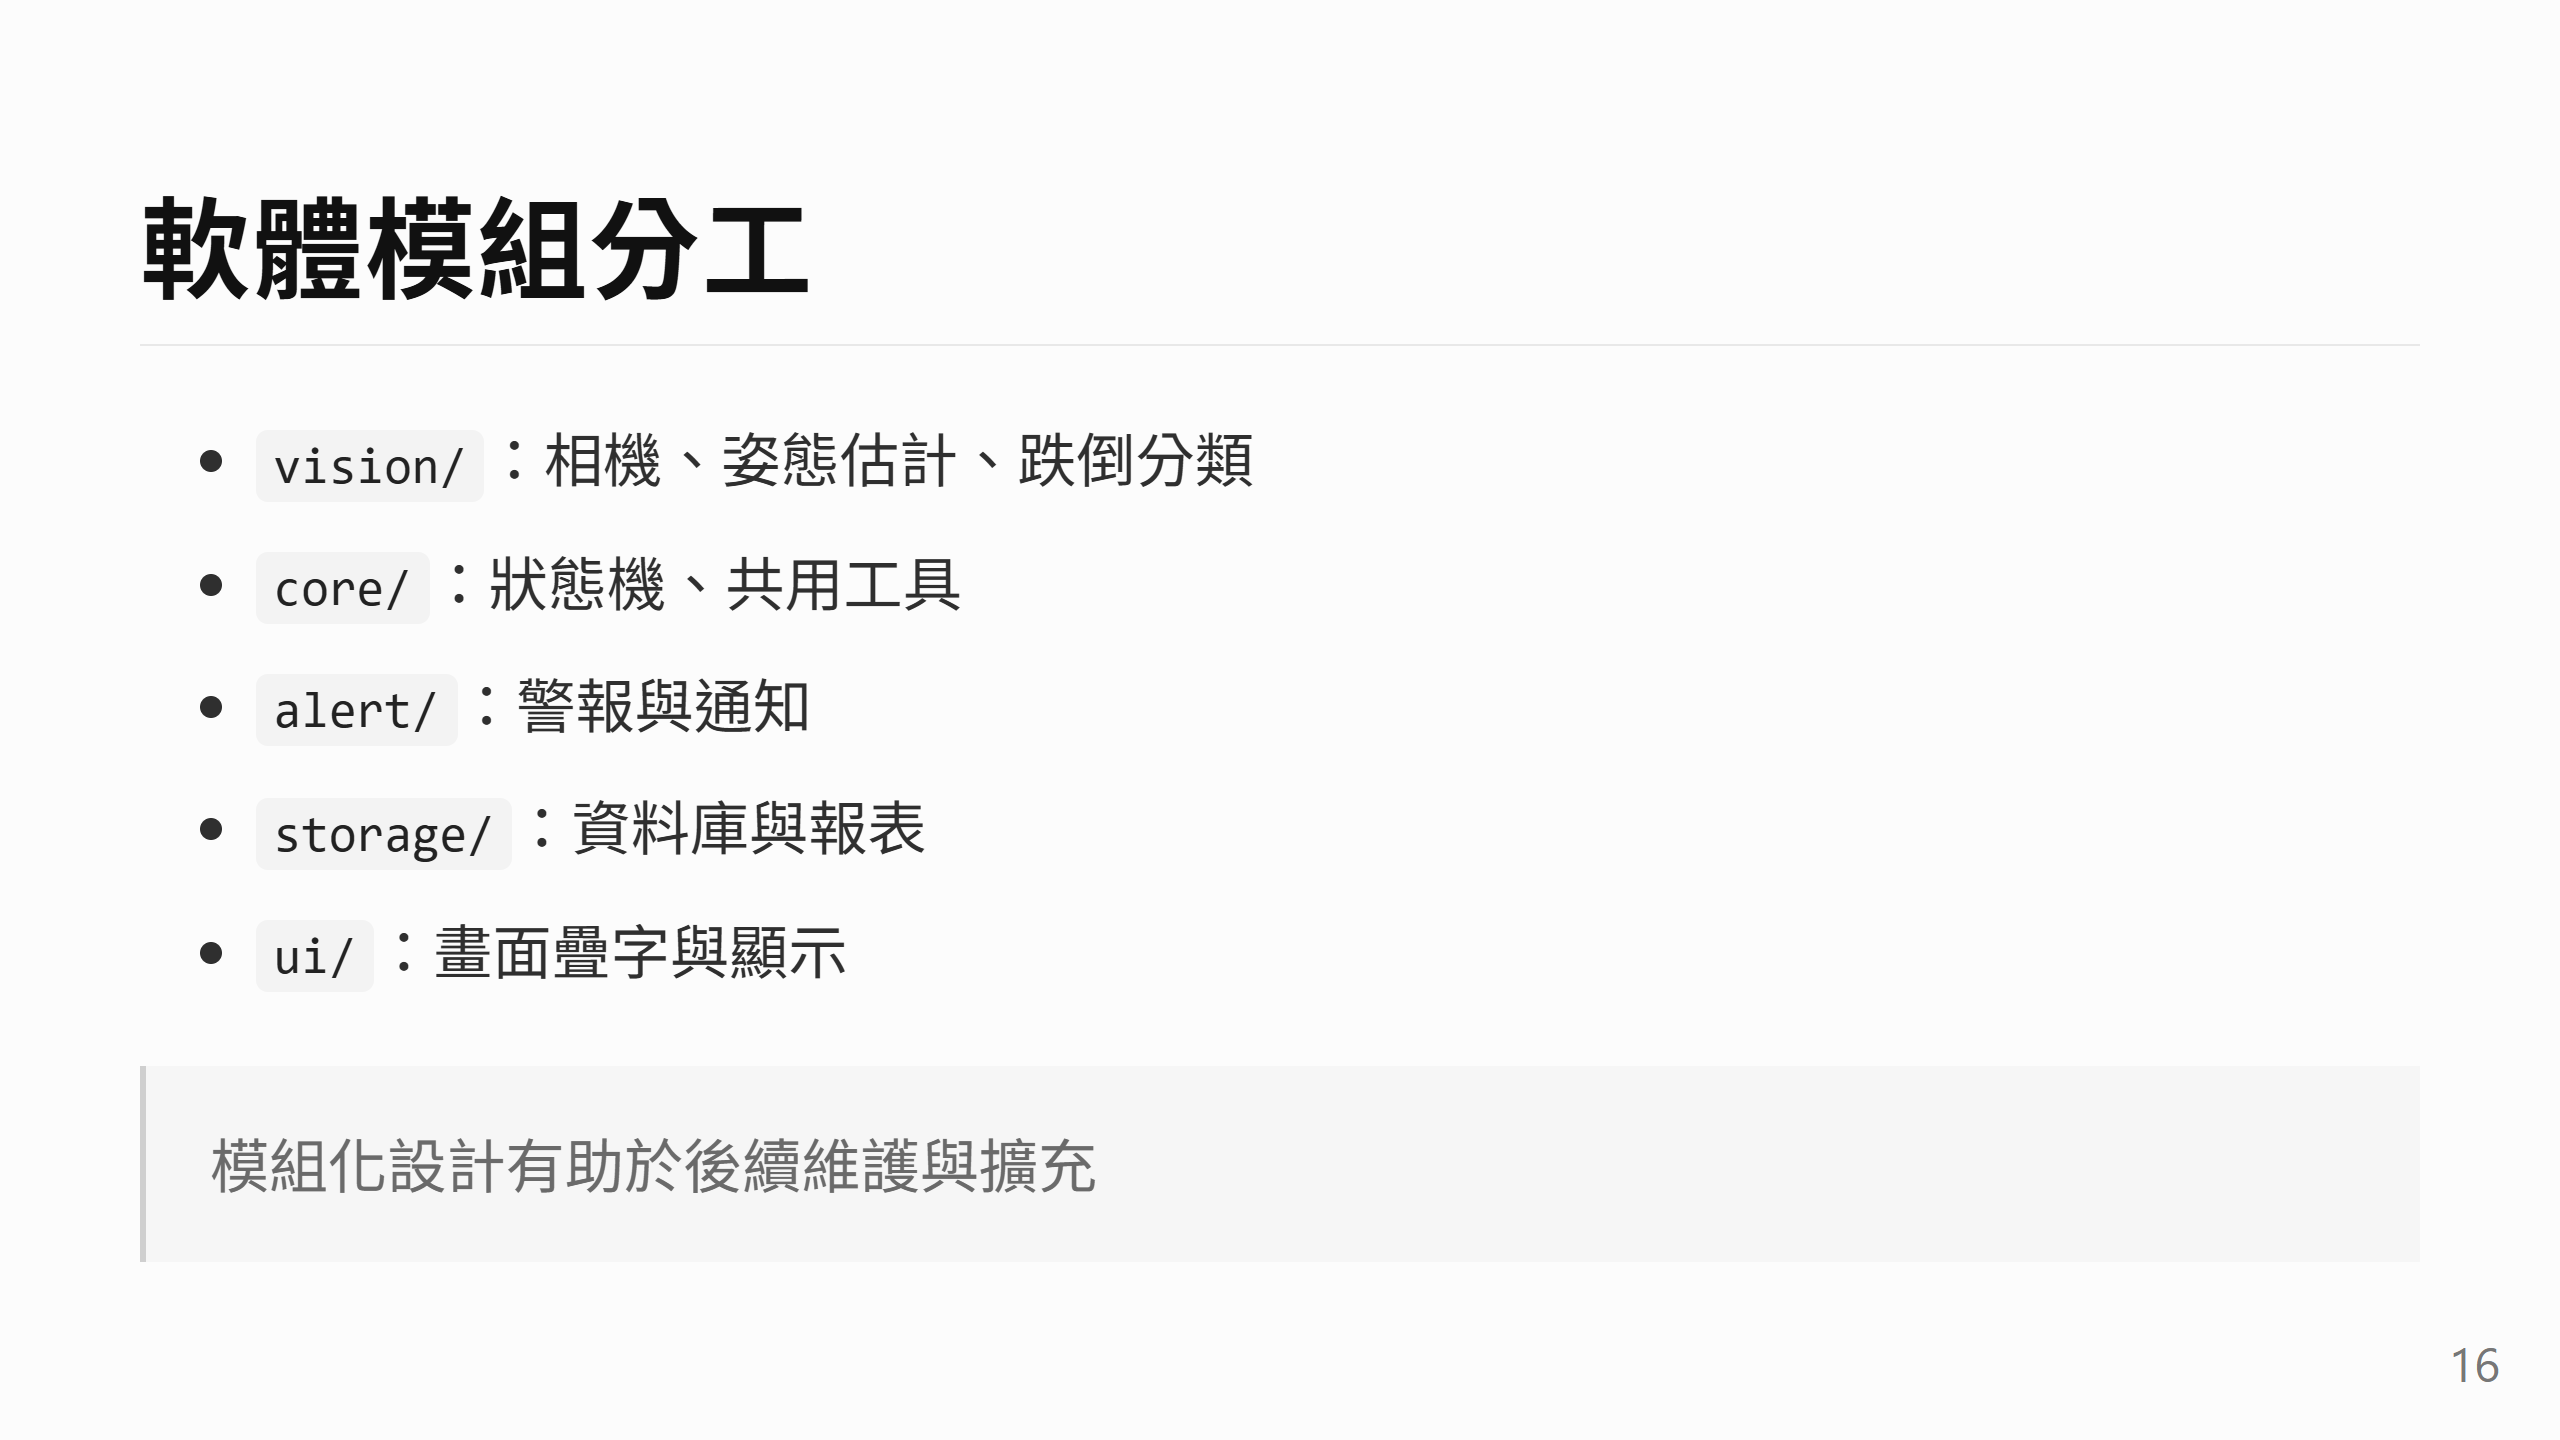 軟體模組分工
• vision/：相機、姿態估計、跌倒分類
• core/：狀態機、共用工具
• alert/：警報與通知
• storage/：資料庫與報表
• ui/：畫面疊字與顯示
模組化設計有助於後續維護與擴充
16